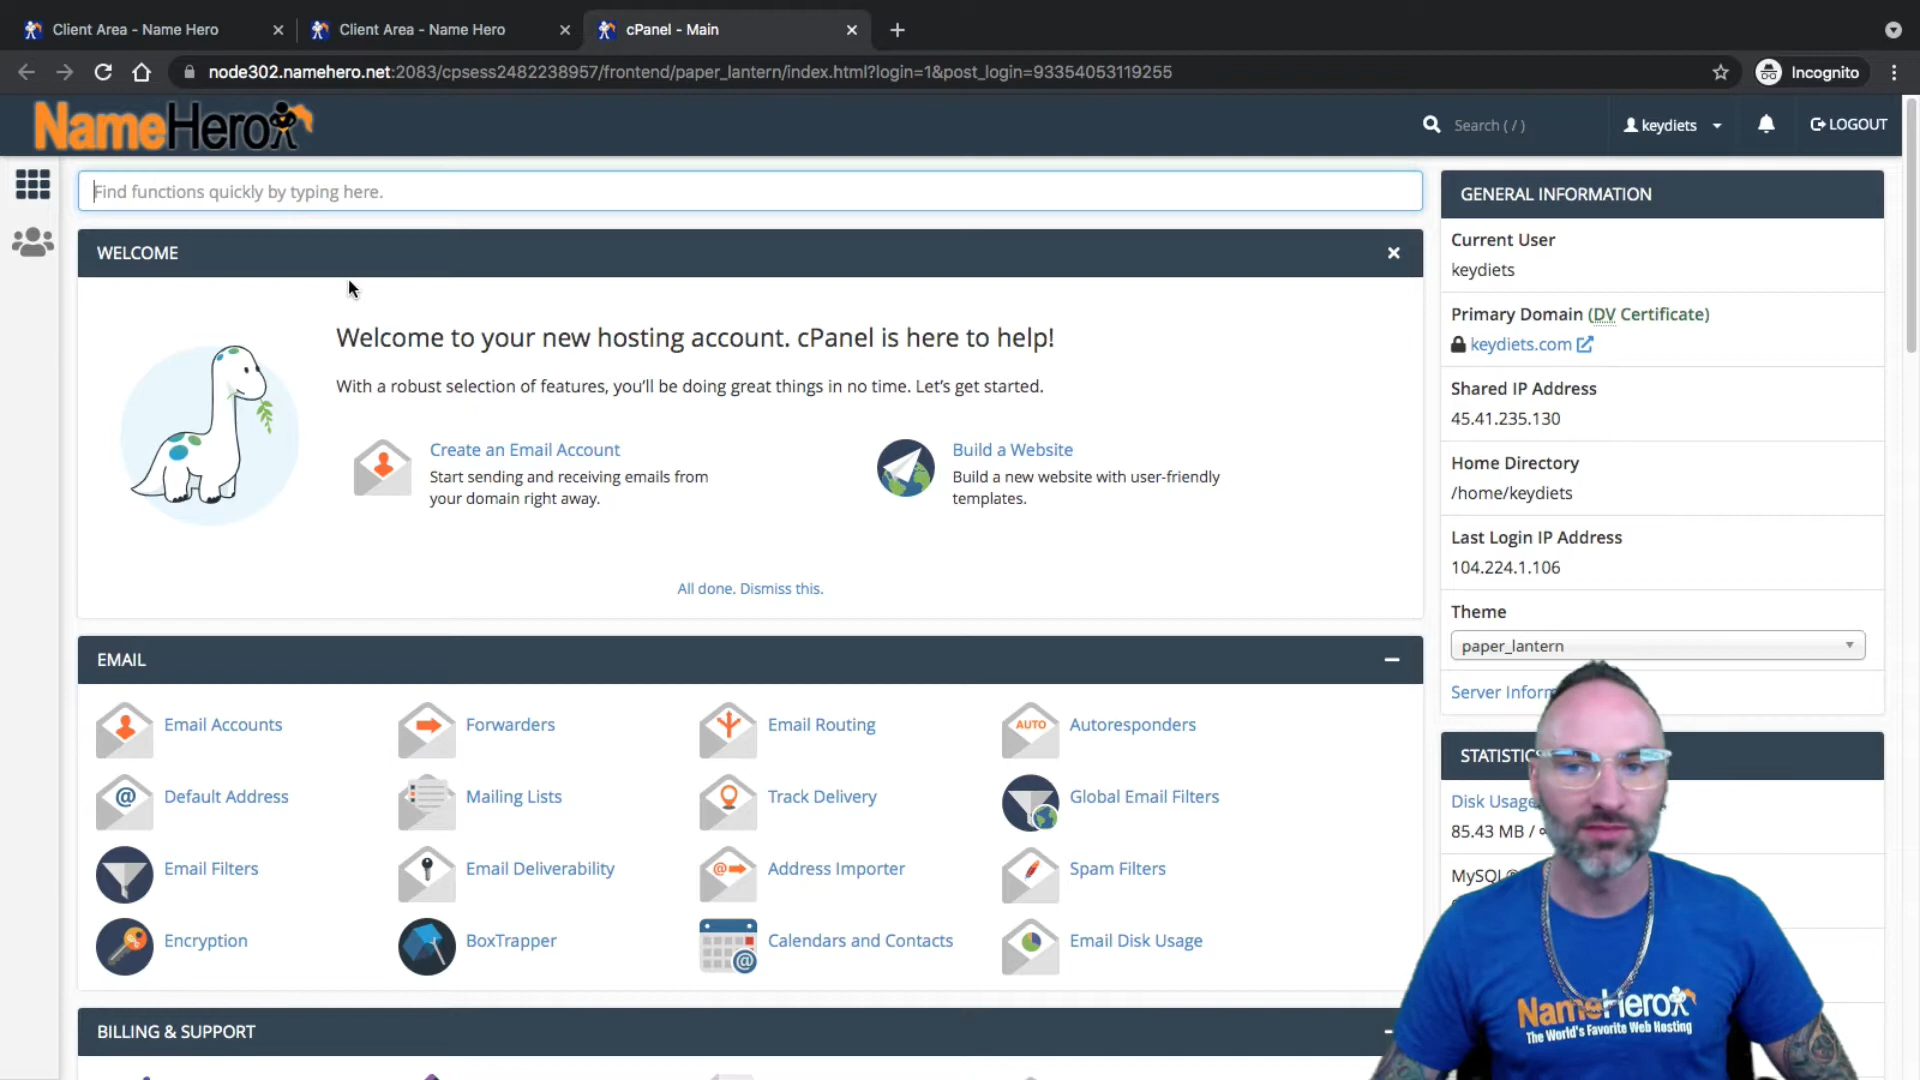 Client Area - Name Hero
Client Area - Name Hero
cPanel - Main
node302.namehero.net:2083/cpsess2482238957/frontend/paper_lantern/index.html?login=1&post_login=93354053119255
Incognito
NameHero
Search ( / )
keydiets
LOGOUT
Find functions quickly by typing here.
WELCOME
Welcome to your new hosting account. cPanel is here to help!
With a robust selection of features, you'll be doing great things in no time. Let's get started.
Create an Email Account
Start sending and receiving emails from
your domain right away.
Build a Website
Build a new website with user-friendly
templates.
All done. Dismiss this.
EMAIL
Email Accounts
Forwarders
Email Routing
AUTO
Autoresponders
Default Address
Mailing Lists
Track Delivery
Global Email Filters
Email Filters
Email Deliverability
Address Importer
Spam Filters
Encryption
BoxTrapper
Calendars and Contacts
Email Disk Usage
BILLING & SUPPORT
GENERAL INFORMATION
Current User
keydiets
Primary Domain (DV Certificate)
keydiets.com
Shared IP Address
45.41.235.130
Home Directory
/home/keydiets
Last Login IP Address
104.224.1.106
Theme
paper_lantern
Server Inform
STATISTIC
Disk Usage
85.43 MB / ∞
MySQL®
NameHero
The World's Favorite Web Hosting